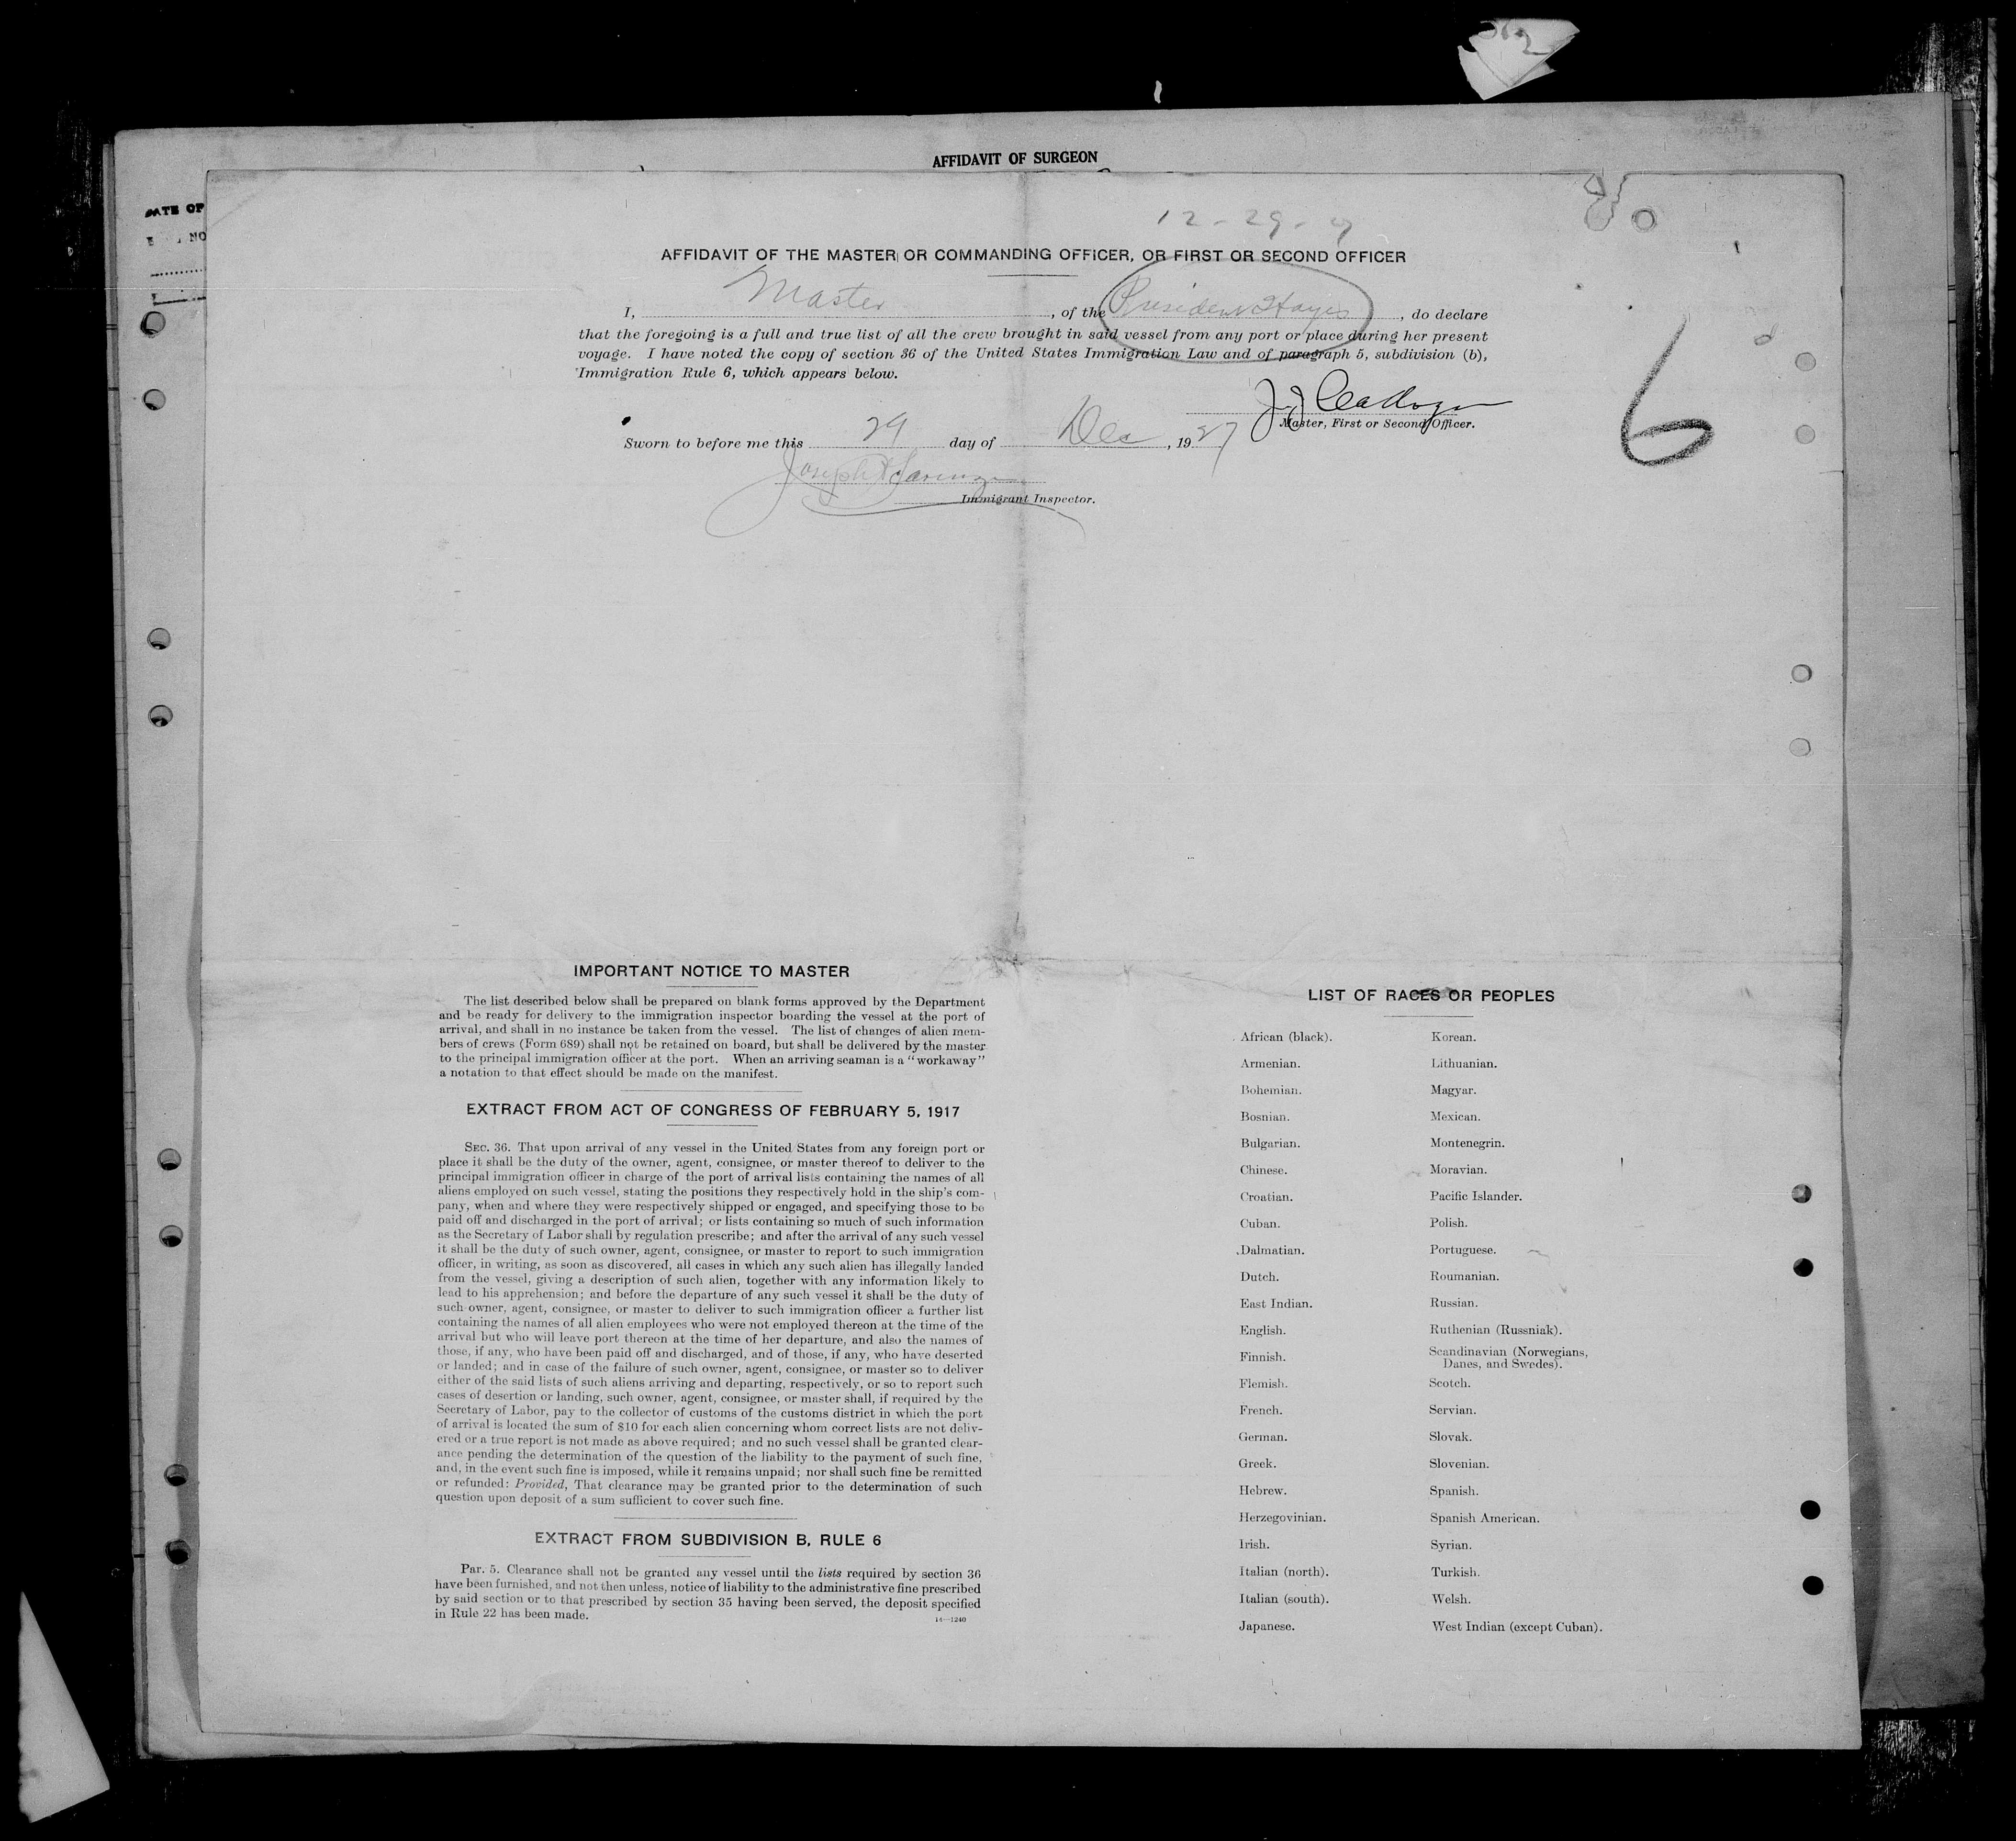 AFFIDAVIT OF SURGEON
DATE OF
NO
12-29-7
AFFIDAVIT OF THE MASTER OR COMMANDING OFFICER, OR FIRST OR SECOND OFFICER
I, Master, of the President Hayes, do declare
that the foregoing is a full and true list of all the crew brought in said vessel from any port or place during her present
voyage. I have noted the copy of section 36 of the United States Immigration Law and of paragraph 5, subdivision (b),
Immigration Rule 6, which appears below.
6
Master, First or Second Officer.
Sworn to before me this 29 day of Dec, 1927
Joseph
Immigrant Inspector.
IMPORTANT NOTICE TO MASTER
The list described below shall be prepared on blank forms approved by the Department
and be ready for delivery to the immigration inspector boarding the vessel at the port of
arrival, and shall in no instance be taken from the vessel. The list of changes of alien mem-
bers of crews (Form 689) shall not be retained on board, but shall be delivered by the master
to the principal immigration officer at the port. When an arriving seaman is a "workaway"
a notation to that effect should be made on the manifest.
EXTRACT FROM ACT OF CONGRESS OF FEBRUARY 5, 1917
SEC. 36. That upon arrival of any vessel in the United States from any foreign port or
place it shall be the duty of the owner, agent, consignee, or master thereof to deliver to the
principal immigration officer in charge of the port of arrival lists containing the names of all
aliens employed on such vessel, stating the positions they respectively hold in the ship's com-
pany, when and where they were respectively shipped or engaged, and specifying those to be
paid off and discharged in the port of arrival; or lists containing so much of such information
as the Secretary of Labor shall by regulation prescribe; and after the arrival of any such vessel
it shall be the duty of such owner, agent, consignee, or master to report to such immigration
officer, in writing, as soon as discovered, all cases in which any such alien has illegally landed
from the vessel, giving a description of such alien, together with any information likely to
lead to his apprehension; and before the departure of any such vessel it shall be the duty of
such owner, agent, consignee, or master to deliver to such immigration officer a further list
containing the names of all alien employees who were not employed thereon at the time of the
arrival but who will leave port thereon at the time of her departure, and also the names of
those, if any, who have been paid off and discharged, and of those, if any, who have deserted
or landed; and in case of the failure of such owner, agent, consignee, or master so to deliver
either of the said lists of such aliens arriving and departing, respectively, or so to report such
cases of desertion or landing, such owner, agent, consignee, or master shall, if required by the
Secretary of Labor, pay to the collector of customs of the customs district in which the port
of arrival is located the sum of $10 for each alien concerning whom correct lists are not deliv-
ered or a true report is not made as above required; and no such vessel shall be granted clear-
ance pending the determination of the question of the liability to the payment of such fine,
and, in the event such fine is imposed, while it remains unpaid; nor shall such fine be remitted
or refunded: Provided, That clearance may be granted prior to the determination of such
question upon deposit of a sum sufficient to cover such fine.
EXTRACT FROM SUBDIVISION B, RULE 6
Par. 5. Clearance shall not be granted any vessel until the lists required by section 36
have been furnished, and not then unless, notice of liability to the administrative fine prescribed
by said section or to that prescribed by section 35 having been served, the deposit specified
in Rule 22 has been made.
14—1240
LIST OF RACES OR PEOPLES
African (black).
Armenian.
Bohemian.
Bosnian.
Bulgarian.
Chinese.
Croatian.
Cuban.
Dalmatian.
Dutch.
East Indian.
English.
Finnish.
Flemish.
French.
German.
Greek.
Hebrew.
Herzegovinian.
Irish.
Italian (north).
Italian (south).
Japanese.
Korean.
Lithuanian.
Magyar.
Mexican.
Montenegrin.
Moravian.
Pacific Islander.
Polish.
Portuguese.
Roumanian.
Russian.
Ruthenian (Russniak).
Scandinavian (Norwegians,
Danes, and Swedes).
Scotch.
Servian.
Slovak.
Slovenian.
Spanish.
Spanish American.
Syrian.
Turkish.
Welsh.
West Indian (except Cuban).